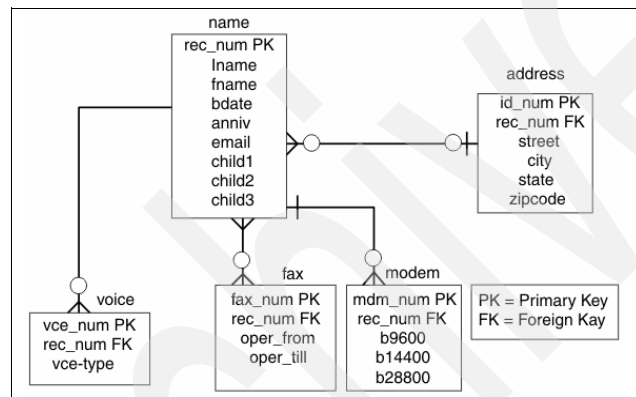 name
rec_num PK
lname
fname
bdate
anniv
email
child1
child2
child3
address
id_num PK
rec_num FK
street
city
state
zipcode
voice
vce_num PK
rec_num FK
vce-type
fax
fax_num PK
rec_num FK
oper_from
oper_till
modem
mdm_num PK
rec_num FK
b9600
b14400
b28800
PK = Primary Key
FK = Foreign Kay